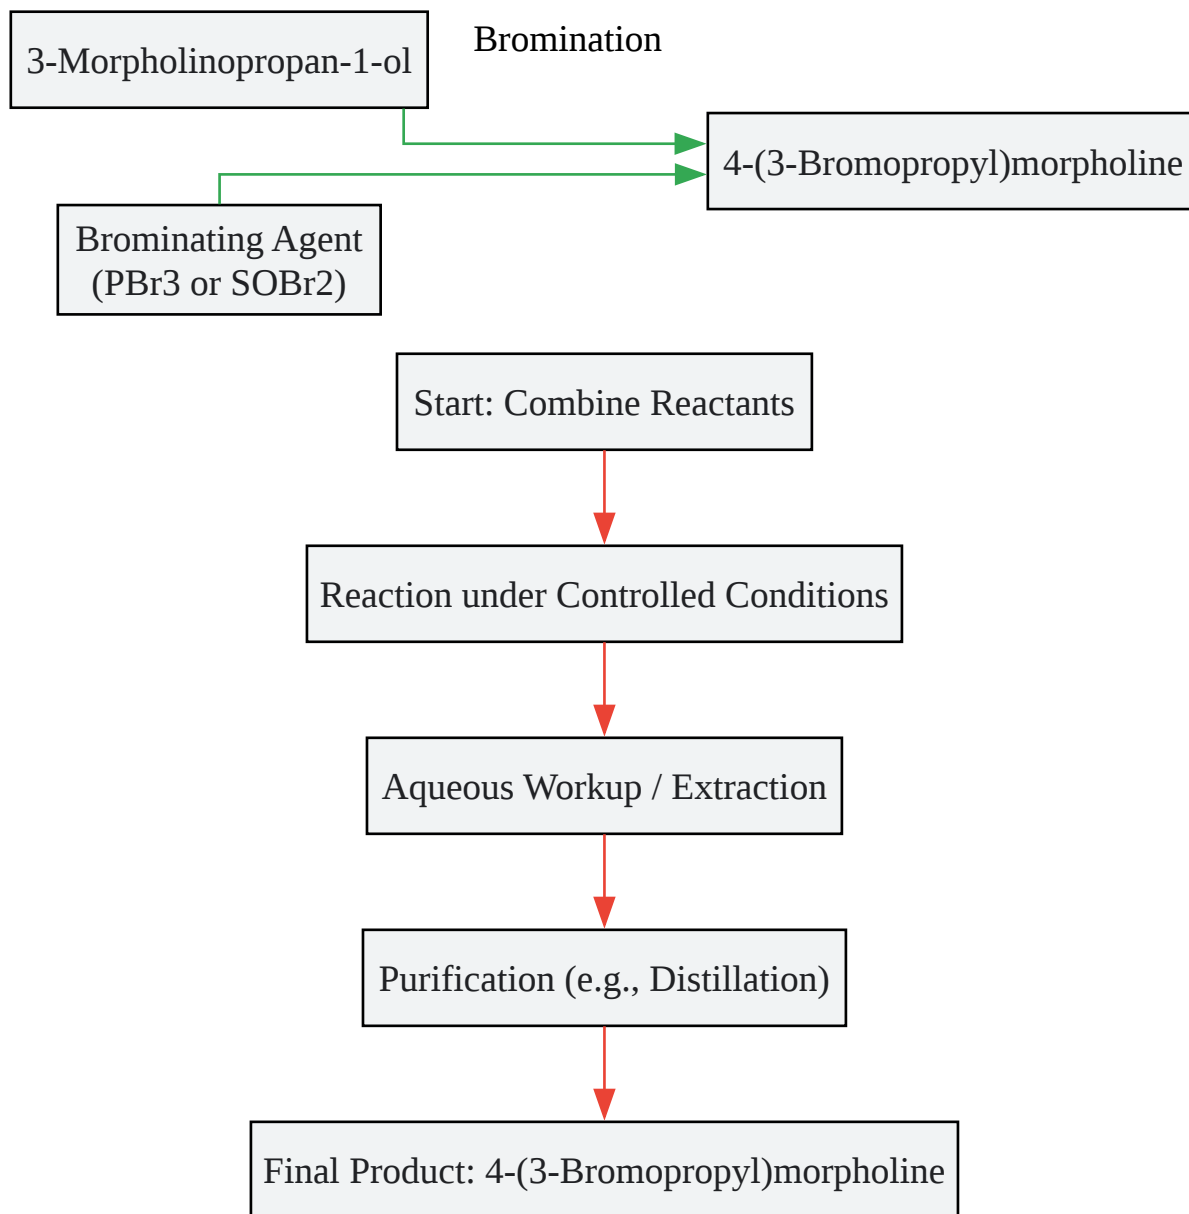 3-Morpholinopropan-1-ol
Bromination
4-(3-Bromopropyl)morpholine
Brominating Agent
(PBr3 or SOBr2)
Start: Combine Reactants
Reaction under Controlled Conditions
Aqueous Workup / Extraction
Purification (e.g., Distillation)
Final Product: 4-(3-Bromopropyl)morpholine